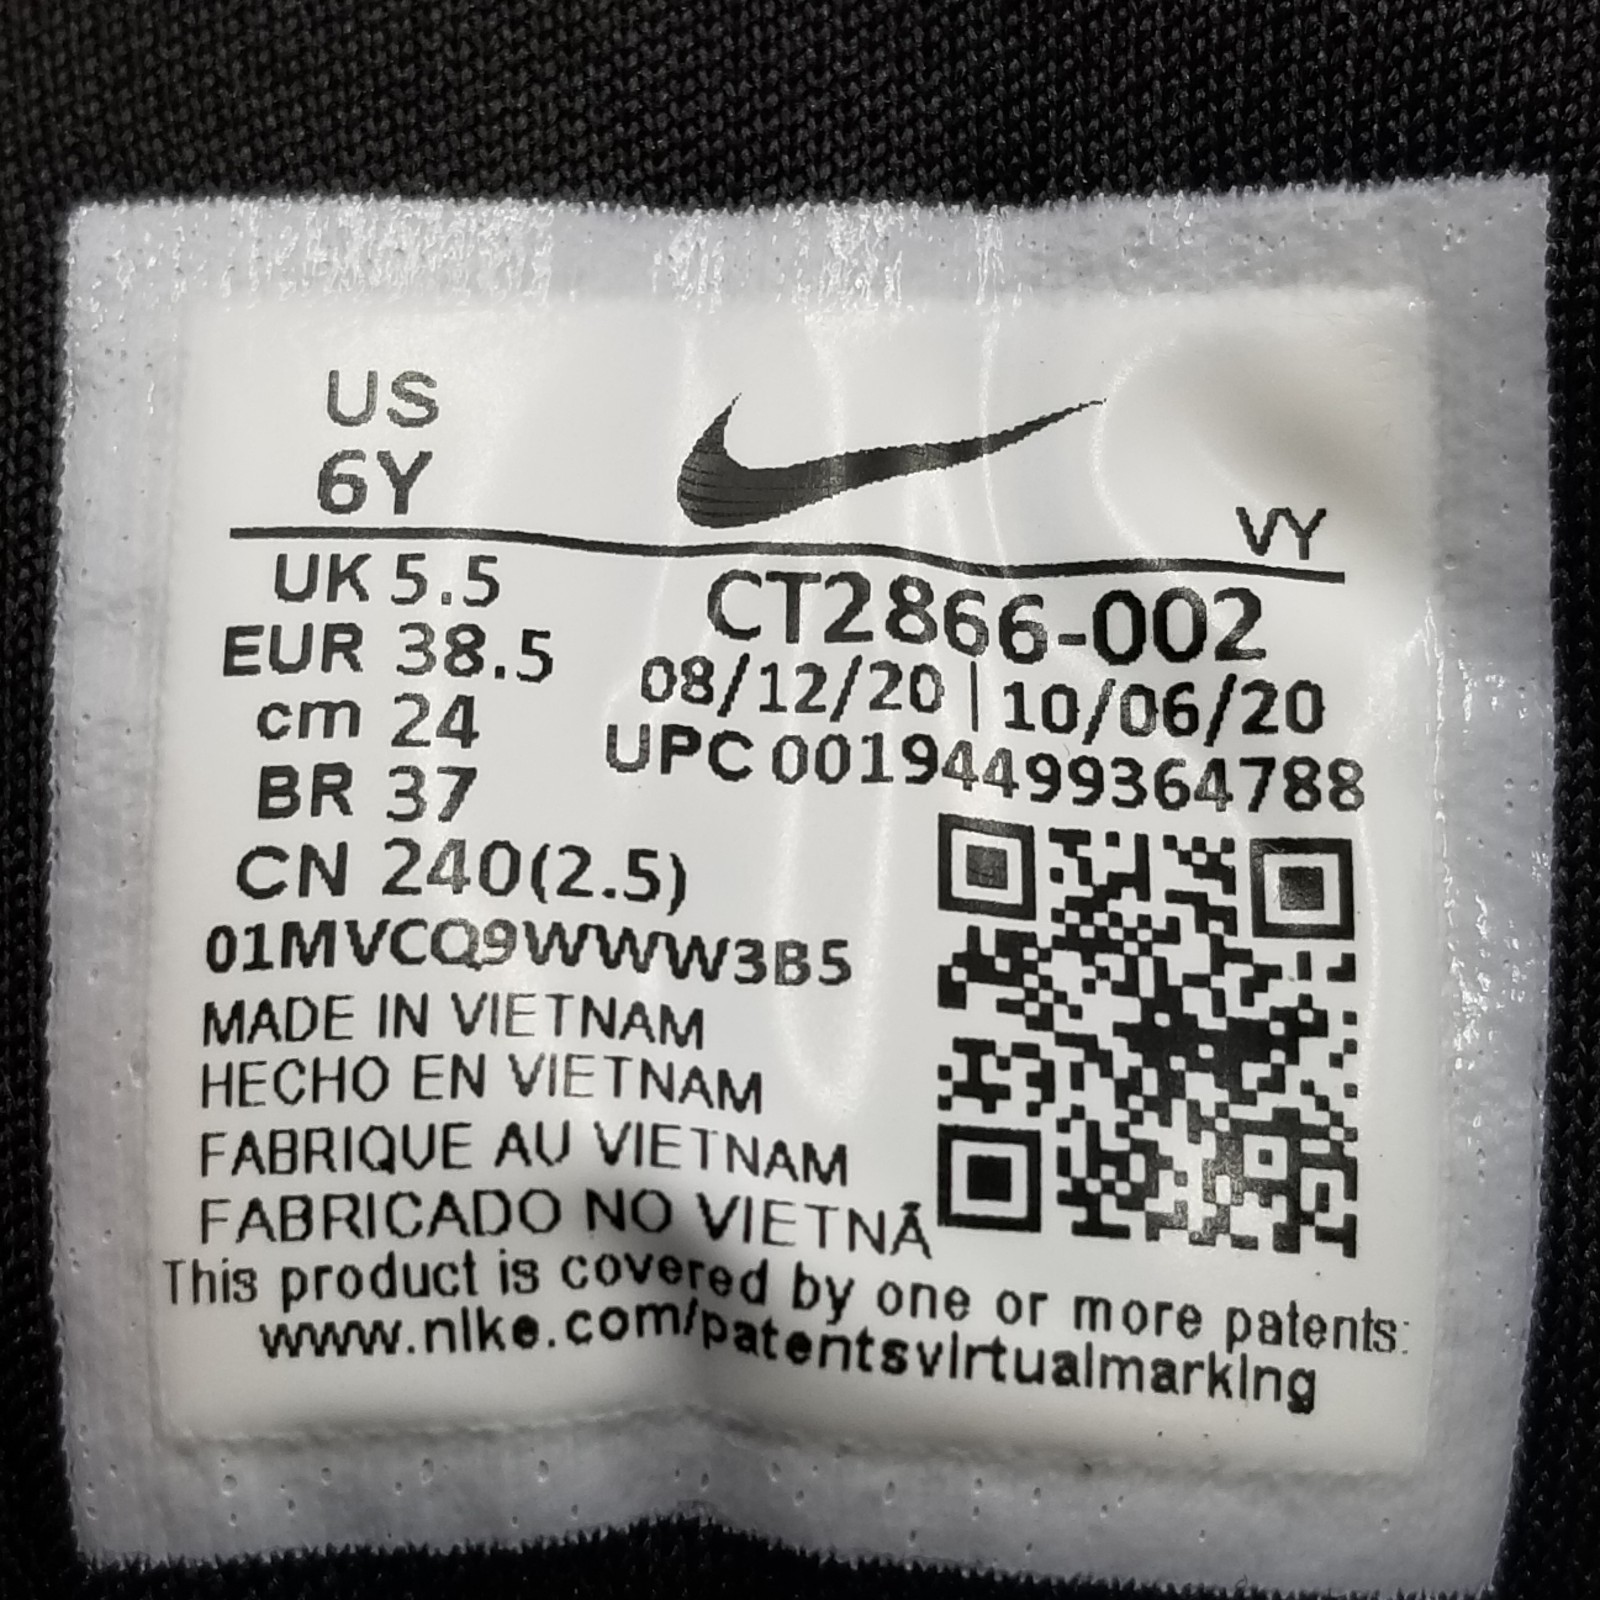 US
6Y
VY
UK 5.5
EUR 38.5
cm 24
BR 37
CN 240(2.5)
CT2866-002
08/12/20 | 10/06/20
UPC 00194499364788
01MVCQ9WWW3B5
MADE IN VIETNAM
HECHO EN VIETNAM
FABRIQUE AU VIETNAM
FABRICADO NO VIETNÃ
This product is covered by one or more patents:
www.nike.com/patentsvirtualmarking